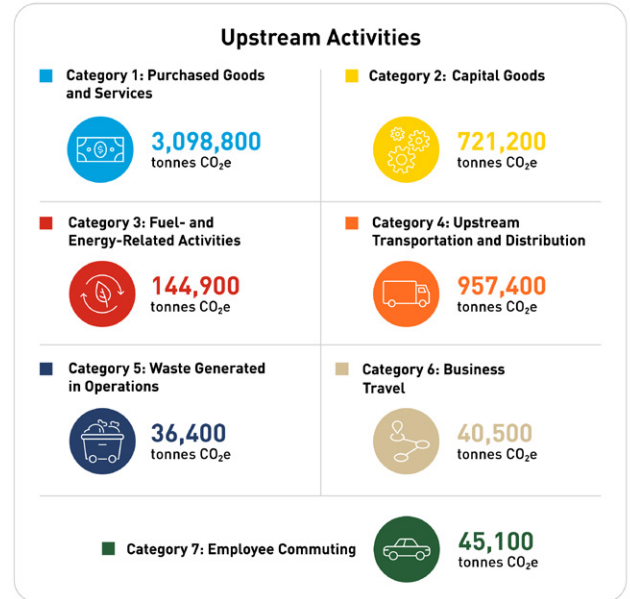 Upstream Activities
Category 1: Purchased Goods
and Services
3,098,800
tonnes CO₂e
Category 2: Capital Goods
721,200
tonnes CO₂e
Category 3: Fuel- and
Energy-Related Activities
144,900
tonnes CO₂e
Category 4: Upstream
Transportation and Distribution
957,400
tonnes CO₂e
Category 5: Waste Generated
in Operations
36,400
tonnes CO₂e
Category 6: Business
Travel
40,500
tonnes CO₂e
Category 7: Employee Commuting
45,100
tonnes CO₂e